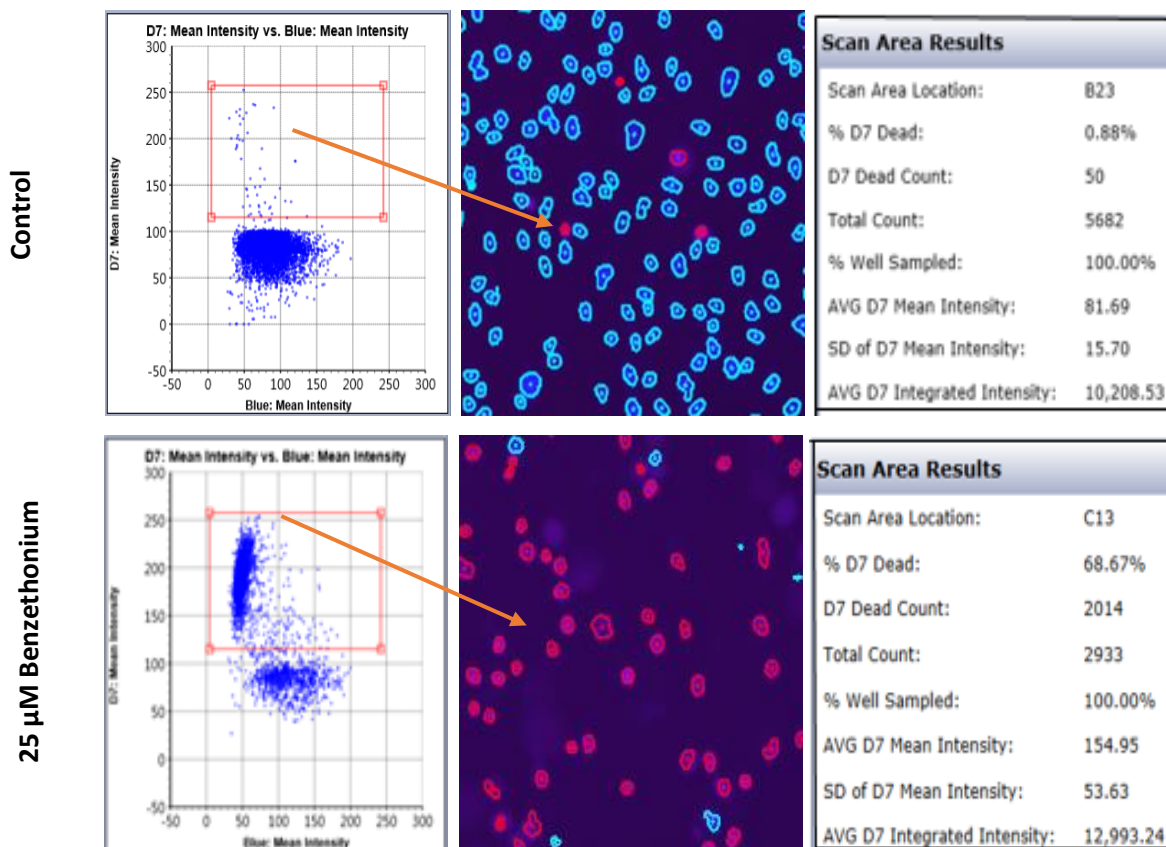 Control
D7: Mean Intensity vs. Blue: Mean Intensity
D7: Mean Intensity
300
250
200
150
100
50
0
-50
-50 0 50 100 150 200 250 300
Blue: Mean Intensity
Scan Area Results
Scan Area Location: B23
% D7 Dead: 0.88%
D7 Dead Count: 50
Total Count: 5682
% Well Sampled: 100.00%
AVG D7 Mean Intensity: 81.69
SD of D7 Mean Intensity: 15.70
AVG D7 Integrated Intensity: 10,208.53
25 µM Benzethonium
D7: Mean Intensity vs. Blue: Mean Intensity
D7: Mean Intensity
300
250
200
150
100
50
0
-50
-50 0 50 100 150 200 250 300
Blue: Mean Intensity
Scan Area Results
Scan Area Location: C13
% D7 Dead: 68.67%
D7 Dead Count: 2014
Total Count: 2933
% Well Sampled: 100.00%
AVG D7 Mean Intensity: 154.95
SD of D7 Mean Intensity: 53.63
AVG D7 Integrated Intensity: 12,993.24